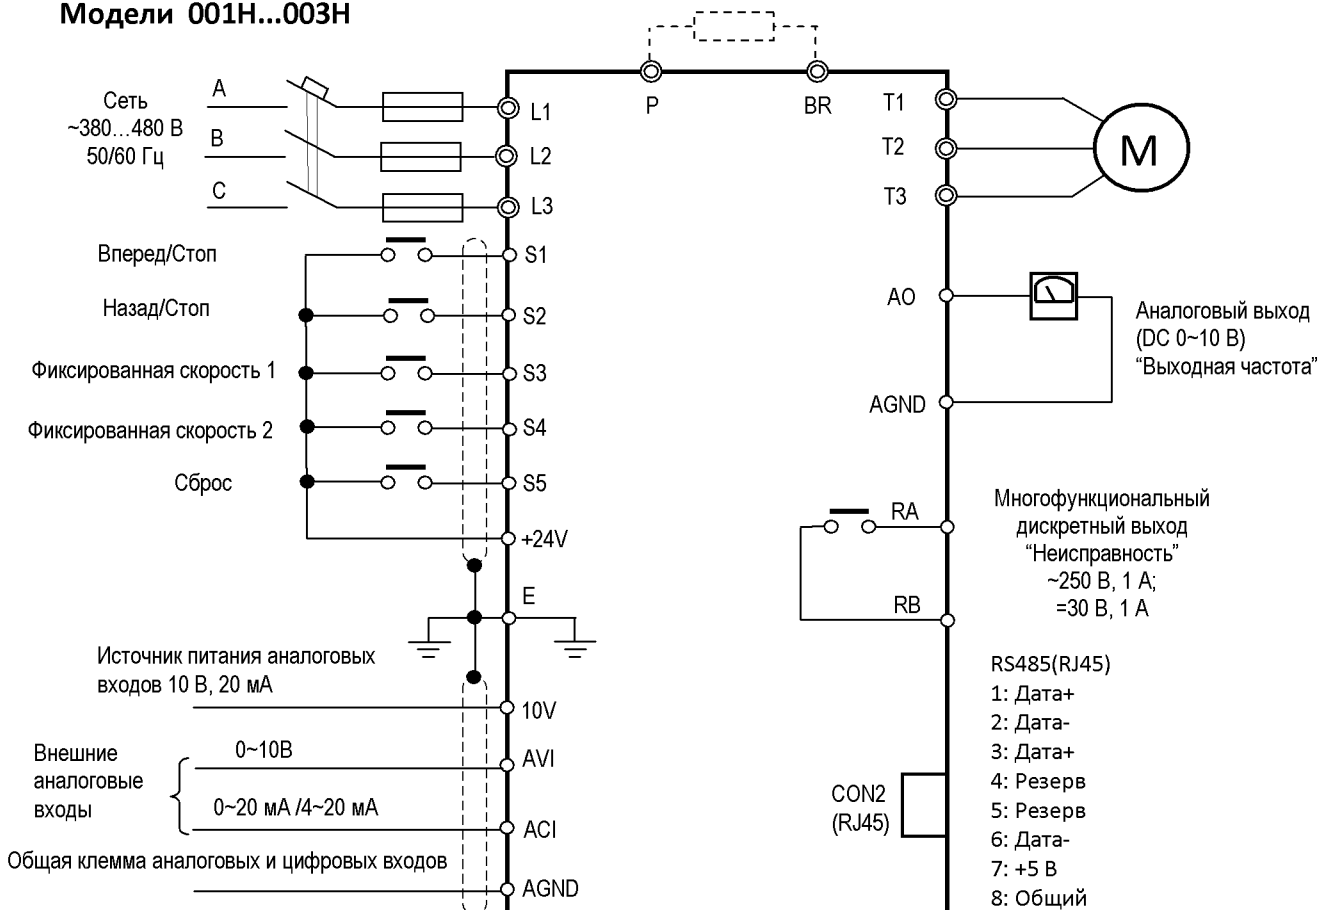 Модели 001H...003H
Сеть
~380...480 В
50/60 Гц
A
B
C
L1
L2
L3
P
BR
T1
T2
T3
M
Вперед/Стоп
S1
Назад/Стоп
S2
Фиксированная скорость 1
S3
Фиксированная скорость 2
S4
Сброс
S5
+24V
E
AO
AGND
Аналоговый выход
(DC 0~10 В)
“Выходная частота”
RA
RB
Многофункциональный
дискретный выход
“Неисправность”
~250 В, 1 А;
=30 В, 1 А
Источник питания аналоговых
входов 10 В, 20 мА
10V
Внешние
аналоговые
входы
0~10В
AVI
0~20 мА /4~20 мА
ACI
Общая клемма аналоговых и цифровых входов
AGND
CON2
(RJ45)
RS485(RJ45)
1: Дата+
2: Дата-
3: Дата+
4: Резерв
5: Резерв
6: Дата-
7: +5 В
8: Общий